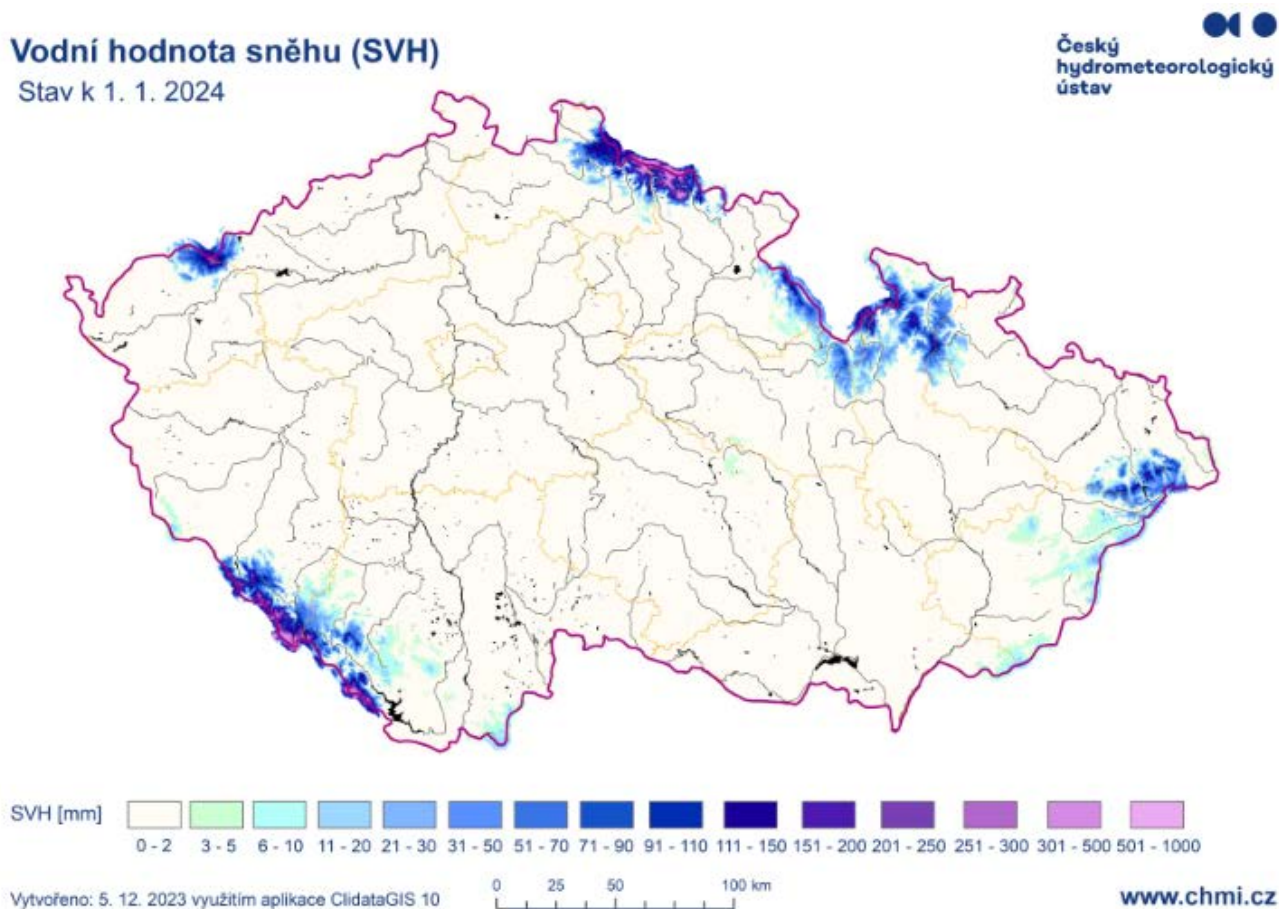 Vodní hodnota sněhu (SVH)
Stav k 1. 1. 2024
Český
hydrometeorologický
ústav
SVH [mm]
0 - 2 3 - 5 6 - 10 11 - 20 21 - 30 31 - 50 51 - 70 71 - 90 91 - 110 111 - 150 151 - 200 201 - 250 251 - 300 301 - 500 501 - 1000
Vytvořeno: 5. 12. 2023 využitím aplikace ClidataGIS 10
0 25 50 100 km
www.chmi.cz